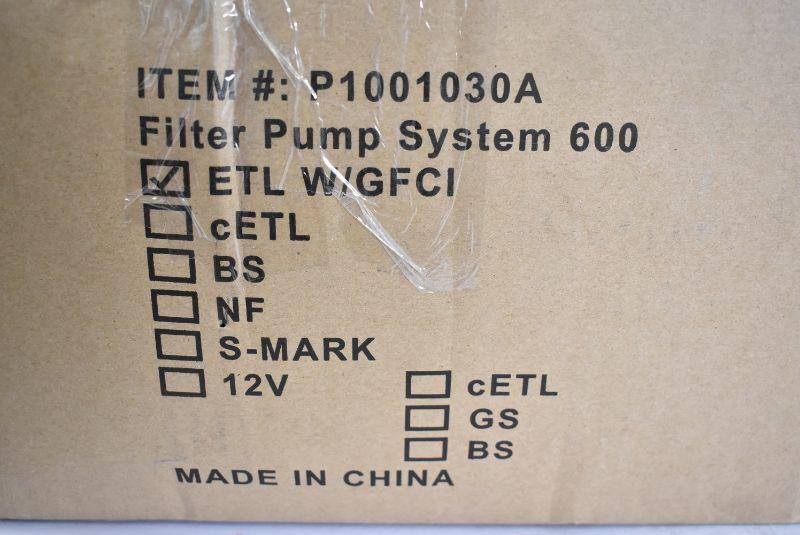 ITEM #: P1001030A
Filter Pump System 600
☑ ETL W/GFCI
☐ cETL
☐ BS
☐ NF
☐ S-MARK
☐ 12V ☐ cETL
☐ GS
☐ BS
MADE IN CHINA